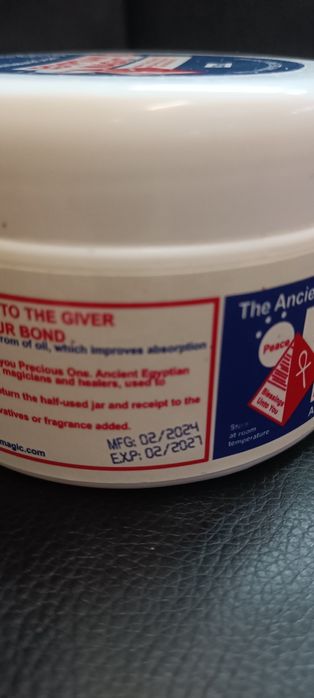 TO THE GIVER
UR BOND
rom of oil, which improves absorption
you Precious One. Ancient Egyptian
magicians and healers, used to
turn the half-used jar and receipt to the
vatives or fragrance added.
magic.com
MFG: 02/2024
EXP: 02/2027
The Ancie
Peace
Blessings
Unto You
Store
at room
temperature